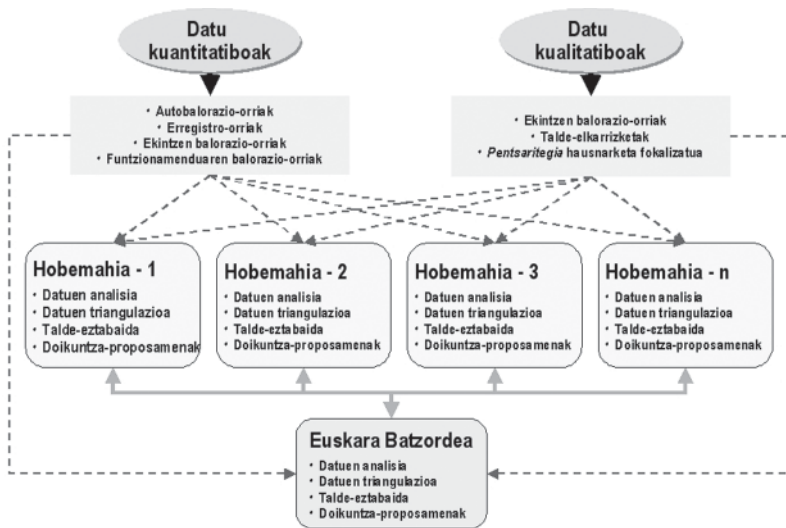 Datu
kuantitatiboak
Datu
kualitatiboak
• Autobalorazio-orriak
• Erregistro-orriak
• Ekintzen balorazio-orriak
• Funtzionamenduaren balorazio-orriak
• Ekintzen balorazio-orriak
• Talde-elkarrizketak
• Pentsaritegia hausnarketa fokalizatua
Hobemahia - 1
• Datuen analisia
• Datuen triangulazioa
• Talde-eztabaida
• Doikuntza-proposamenak
Hobemahia - 2
• Datuen analisia
• Datuen triangulazioa
• Talde-eztabaida
• Doikuntza-proposamenak
Hobemahia - 3
• Datuen analisia
• Datuen triangulazioa
• Talde-eztabaida
• Doikuntza-proposamenak
Hobemahia - n
• Datuen analisia
• Datuen triangulazioa
• Talde-eztabaida
• Doikuntza-proposamenak
Euskara Batzordea
• Datuen analisia
• Datuen triangulazioa
• Talde-eztabaida
• Doikuntza-proposamenak